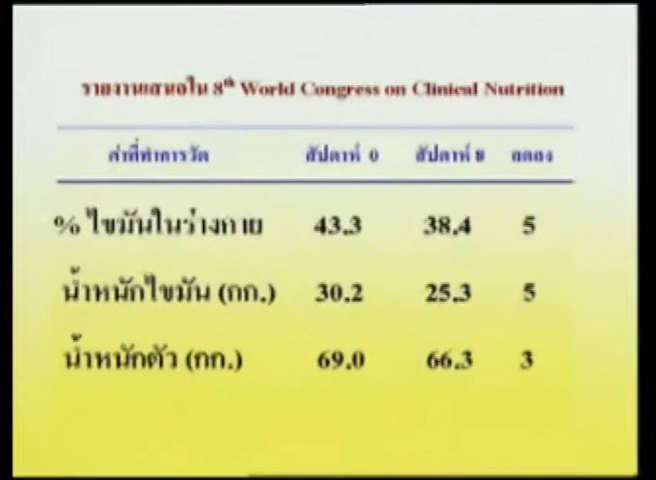 รายงานเสนอใน 8th World Congress on Clinical Nutrition
ค่าที่ทำการวัด สัปดาห์ 0 สัปดาห์ 8 ลดลง
% ไขมันในร่างกาย 43.3 38.4 5
น้ำหนักไขมัน (กก.) 30.2 25.3 5
น้ำหนักตัว (กก.) 69.0 66.3 3